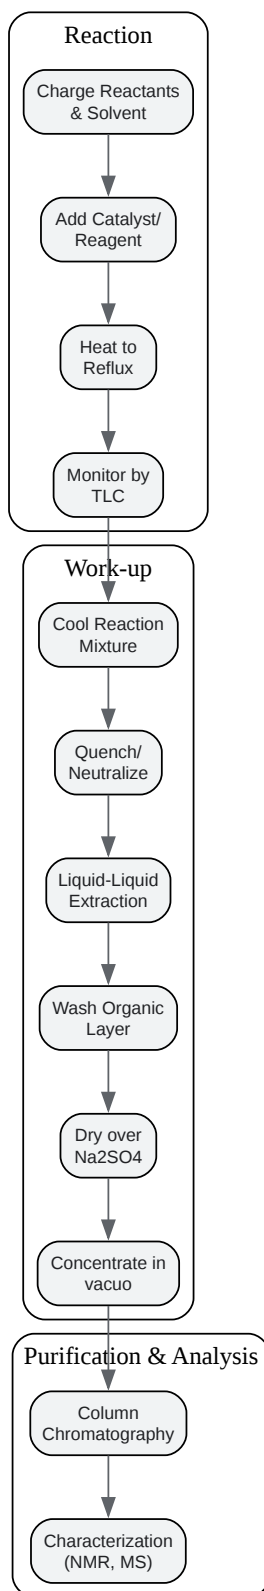 Reaction
Charge Reactants
& Solvent
Add Catalyst/
Reagent
Heat to
Reflux
Monitor by
TLC
Work-up
Cool Reaction
Mixture
Quench/
Neutralize
Liquid-Liquid
Extraction
Wash Organic
Layer
Dry over
Na2SO4
Concentrate in
vacuo
Purification & Analysis
Column
Chromatography
Characterization
(NMR, MS)